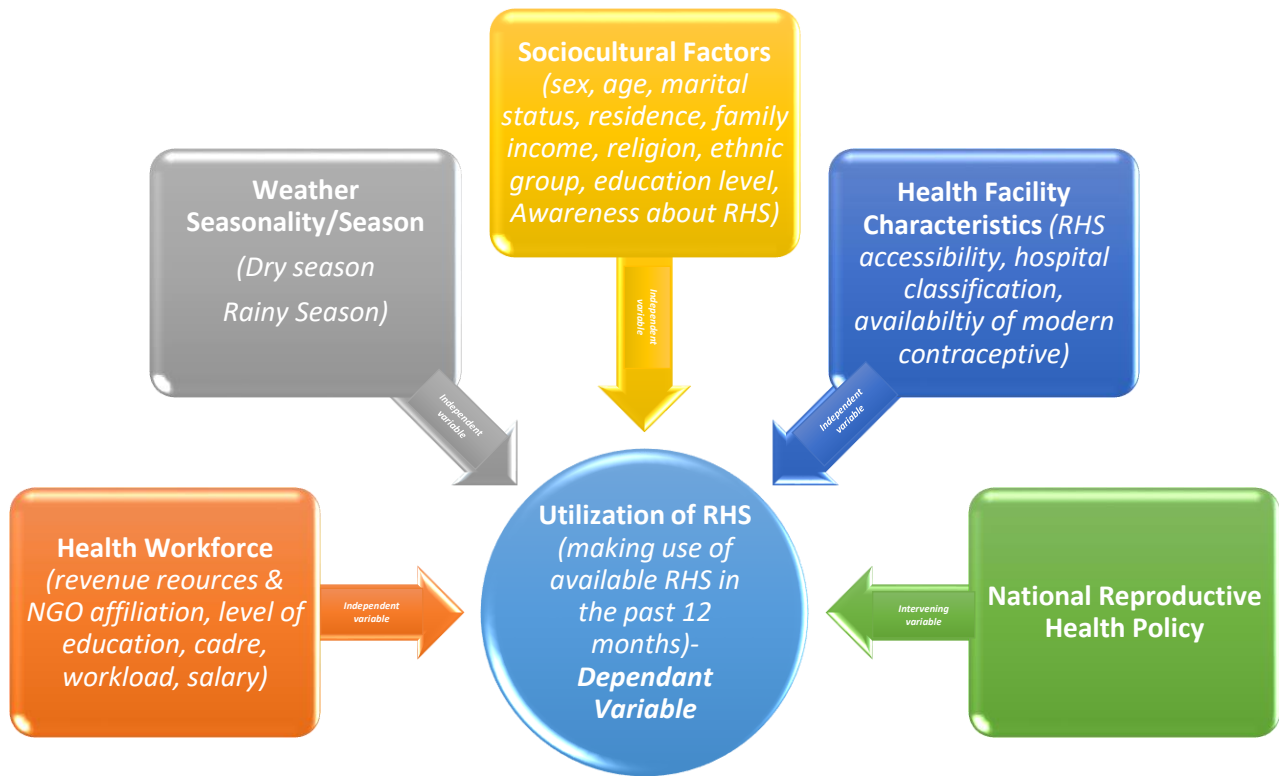 Sociocultural Factors
(sex, age, marital
status, residence, family
income, religion, ethnic
group, education level,
Awareness about RHS)
Weather
Seasonality/Season
(Dry season
Rainy Season)
Health Facility
Characteristics (RHS
accessibility, hospital
classification,
availabiltiy of modern
contraceptive)
Independent
variable
Independent
variable
Independent
variable
Health Workforce
(revenue reources &
NGO affiliation, level of
education, cadre,
workload, salary)
Independent
variable
Utilization of RHS
(making use of
available RHS in
the past 12
months)-
Dependant
Variable
Intervening
variable
National Reproductive
Health Policy